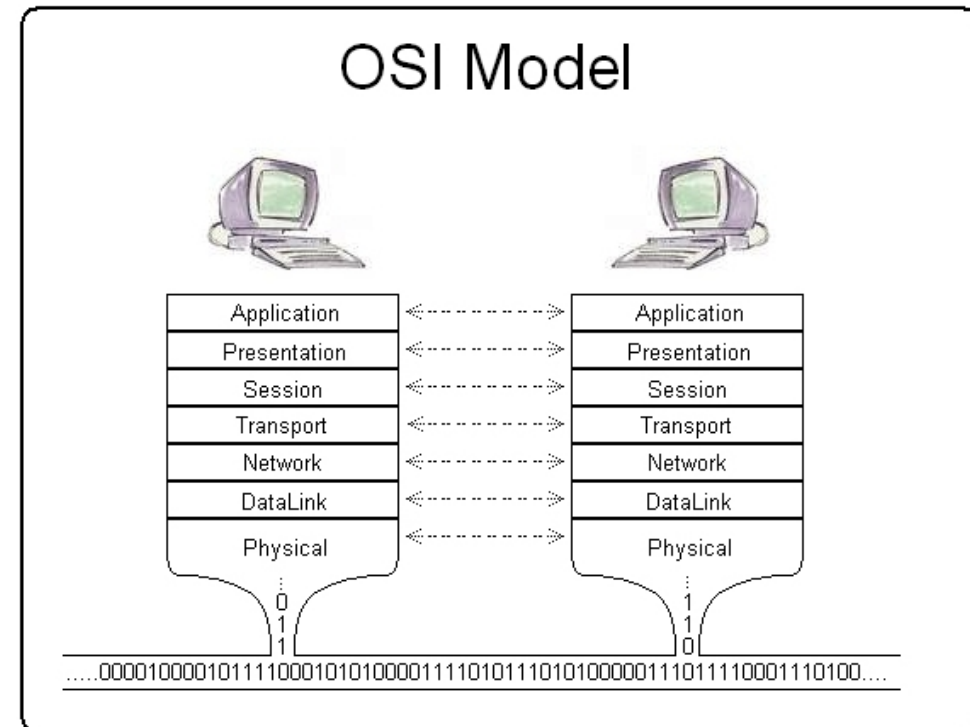 OSI Model
Application Application
Presentation Presentation
Session Session
Transport Transport
Network Network
DataLink DataLink
Physical Physical
: :
0 1
1 1
1 0
.....00001000010111100010101000011110101110101000001110111100011110100....